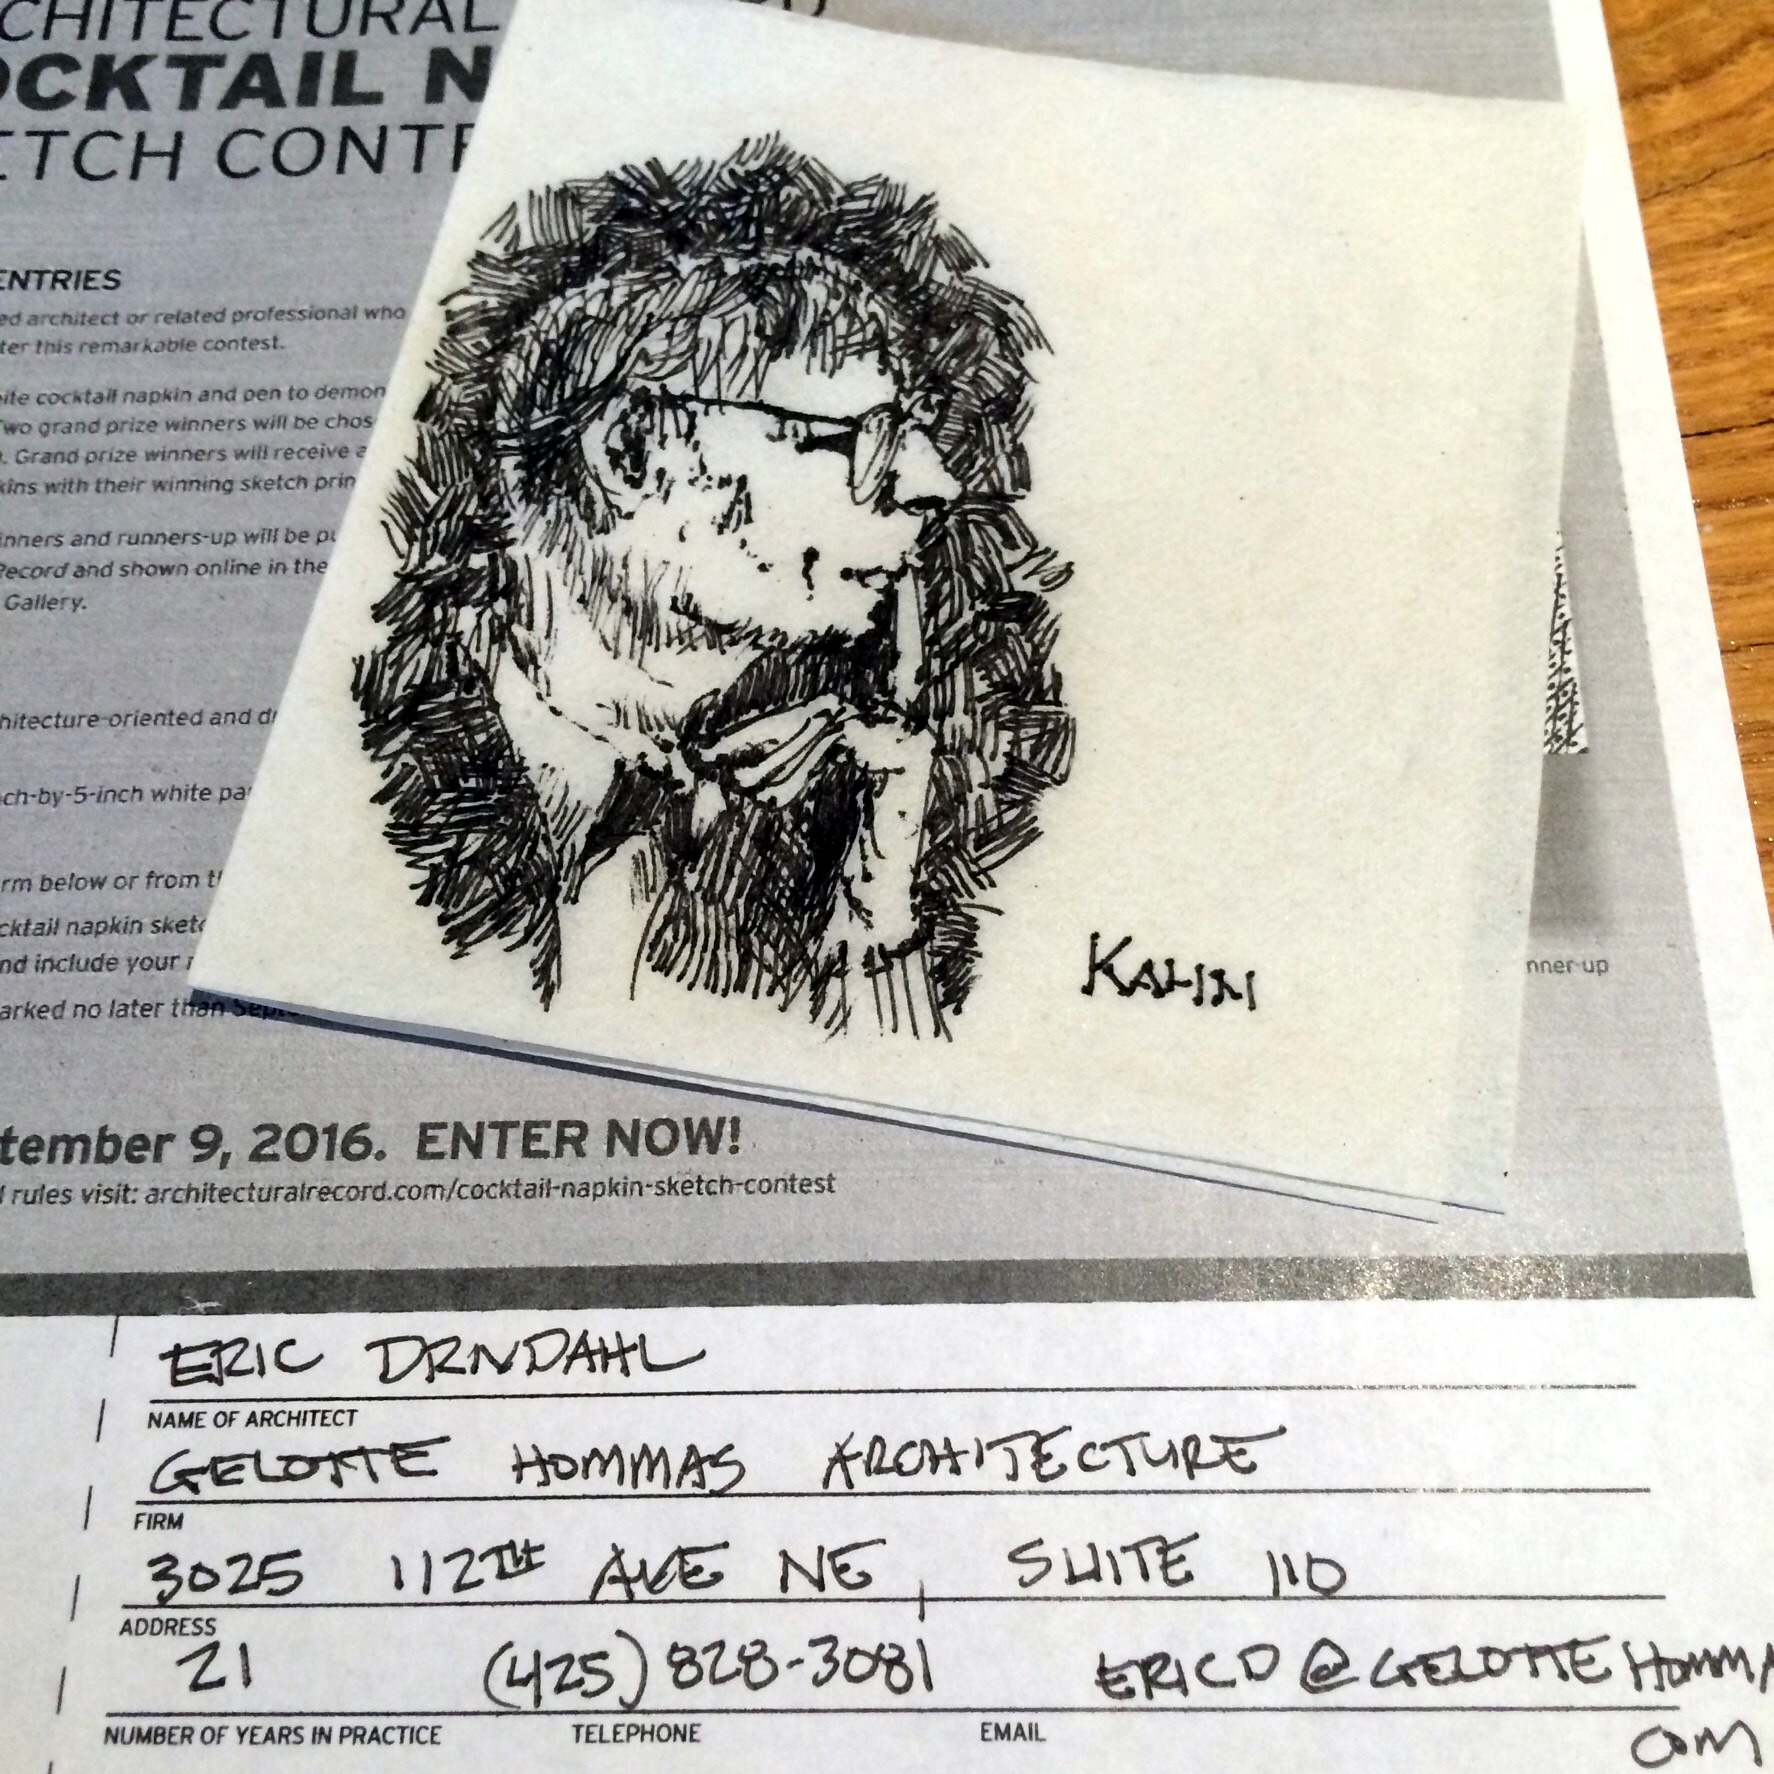 CHITECTURAL
OCKTAIL N
ETCH CONTE
ENTRIES
ed architect or related professional who
ter this remarkable contest.
ite cocktail napkin and pen to demon
Two grand prize winners will be chos
. Grand prize winners will receive a
kins with their winning sketch prin
inners and runners-up will be pu
Record and shown online in the
Gallery.
hitecture-oriented and dr
ch-by-5-inch white pa
rm below or from t
cktail napkin sketc
nd include your
arked no later than Sept
KAHN
nner-up
tember 9, 2016. ENTER NOW!
l rules visit: architecturalrecord.com/cocktail-napkin-sketch-contest
ERIC DRNDAHL
NAME OF ARCHITECT
GELOTTE HOMMAS ARCHITECTURE
FIRM
3025 112TH AVE NE, SUITE 110
ADDRESS
21 (425) 828-3081 ERICD@GELOTTEHOMMA
NUMBER OF YEARS IN PRACTICE TELEPHONE EMAIL
COM